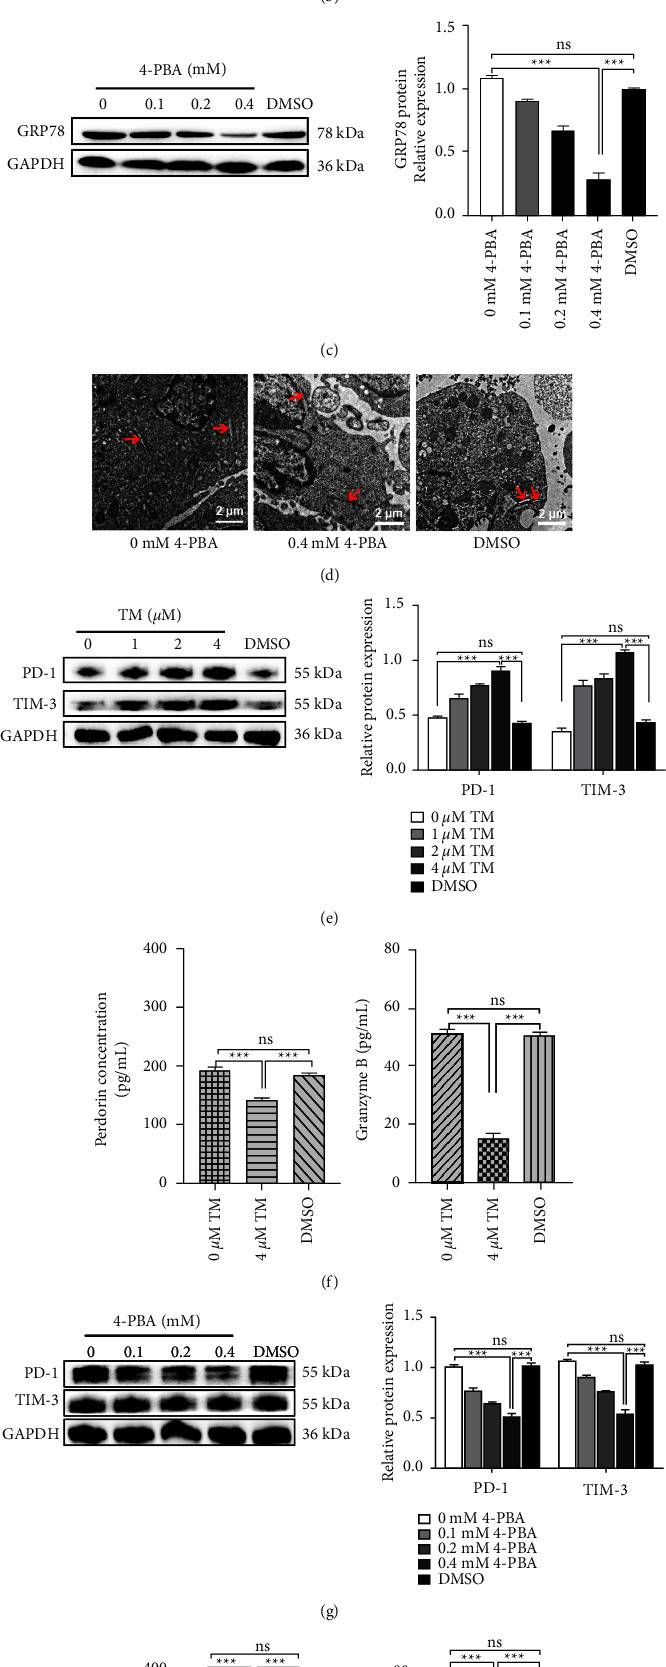 4-PBA (mM)
0 0.1 0.2 0.4 DMSO
GRP78 78 kDa
GAPDH 36 kDa
GRP78 protein
Relative expression
1.5
1.0
0.5
0.0
ns
*** ***
0 mM 4-PBA
0.1 mM 4-PBA
0.2 mM 4-PBA
0.4 mM 4-PBA
DMSO
(c)
2 μm 2 μm 2 μm
0 mM 4-PBA 0.4 mM 4-PBA DMSO
(d)
TM (μM)
0 1 2 4 DMSO
PD-1 55 kDa
TIM-3 55 kDa
GAPDH 36 kDa
Relative protein expression
1.5
1.0
0.5
0.0
ns
*** ***
ns
*** ***
PD-1 TIM-3
0 μM TM
1 μM TM
2 μM TM
4 μM TM
DMSO
(e)
Perdorin concentration
(pg/mL)
400
300
200
100
0
ns
*** ***
0 μM TM
4 μM TM
DMSO
Granzyme B (pg/mL)
80
60
40
20
0
ns
*** ***
0 μM TM
4 μM TM
DMSO
(f)
4-PBA (mM)
0 0.1 0.2 0.4 DMSO
PD-1 55 kDa
TIM-3 55 kDa
GAPDH 36 kDa
Relative protein expression
1.5
1.0
0.5
0.0
ns
*** ***
ns
*** ***
PD-1 TIM-3
0 mM 4-PBA
0.1 mM 4-PBA
0.2 mM 4-PBA
0.4 mM 4-PBA
DMSO
(g)
ns
*** ***
ns
*** ***